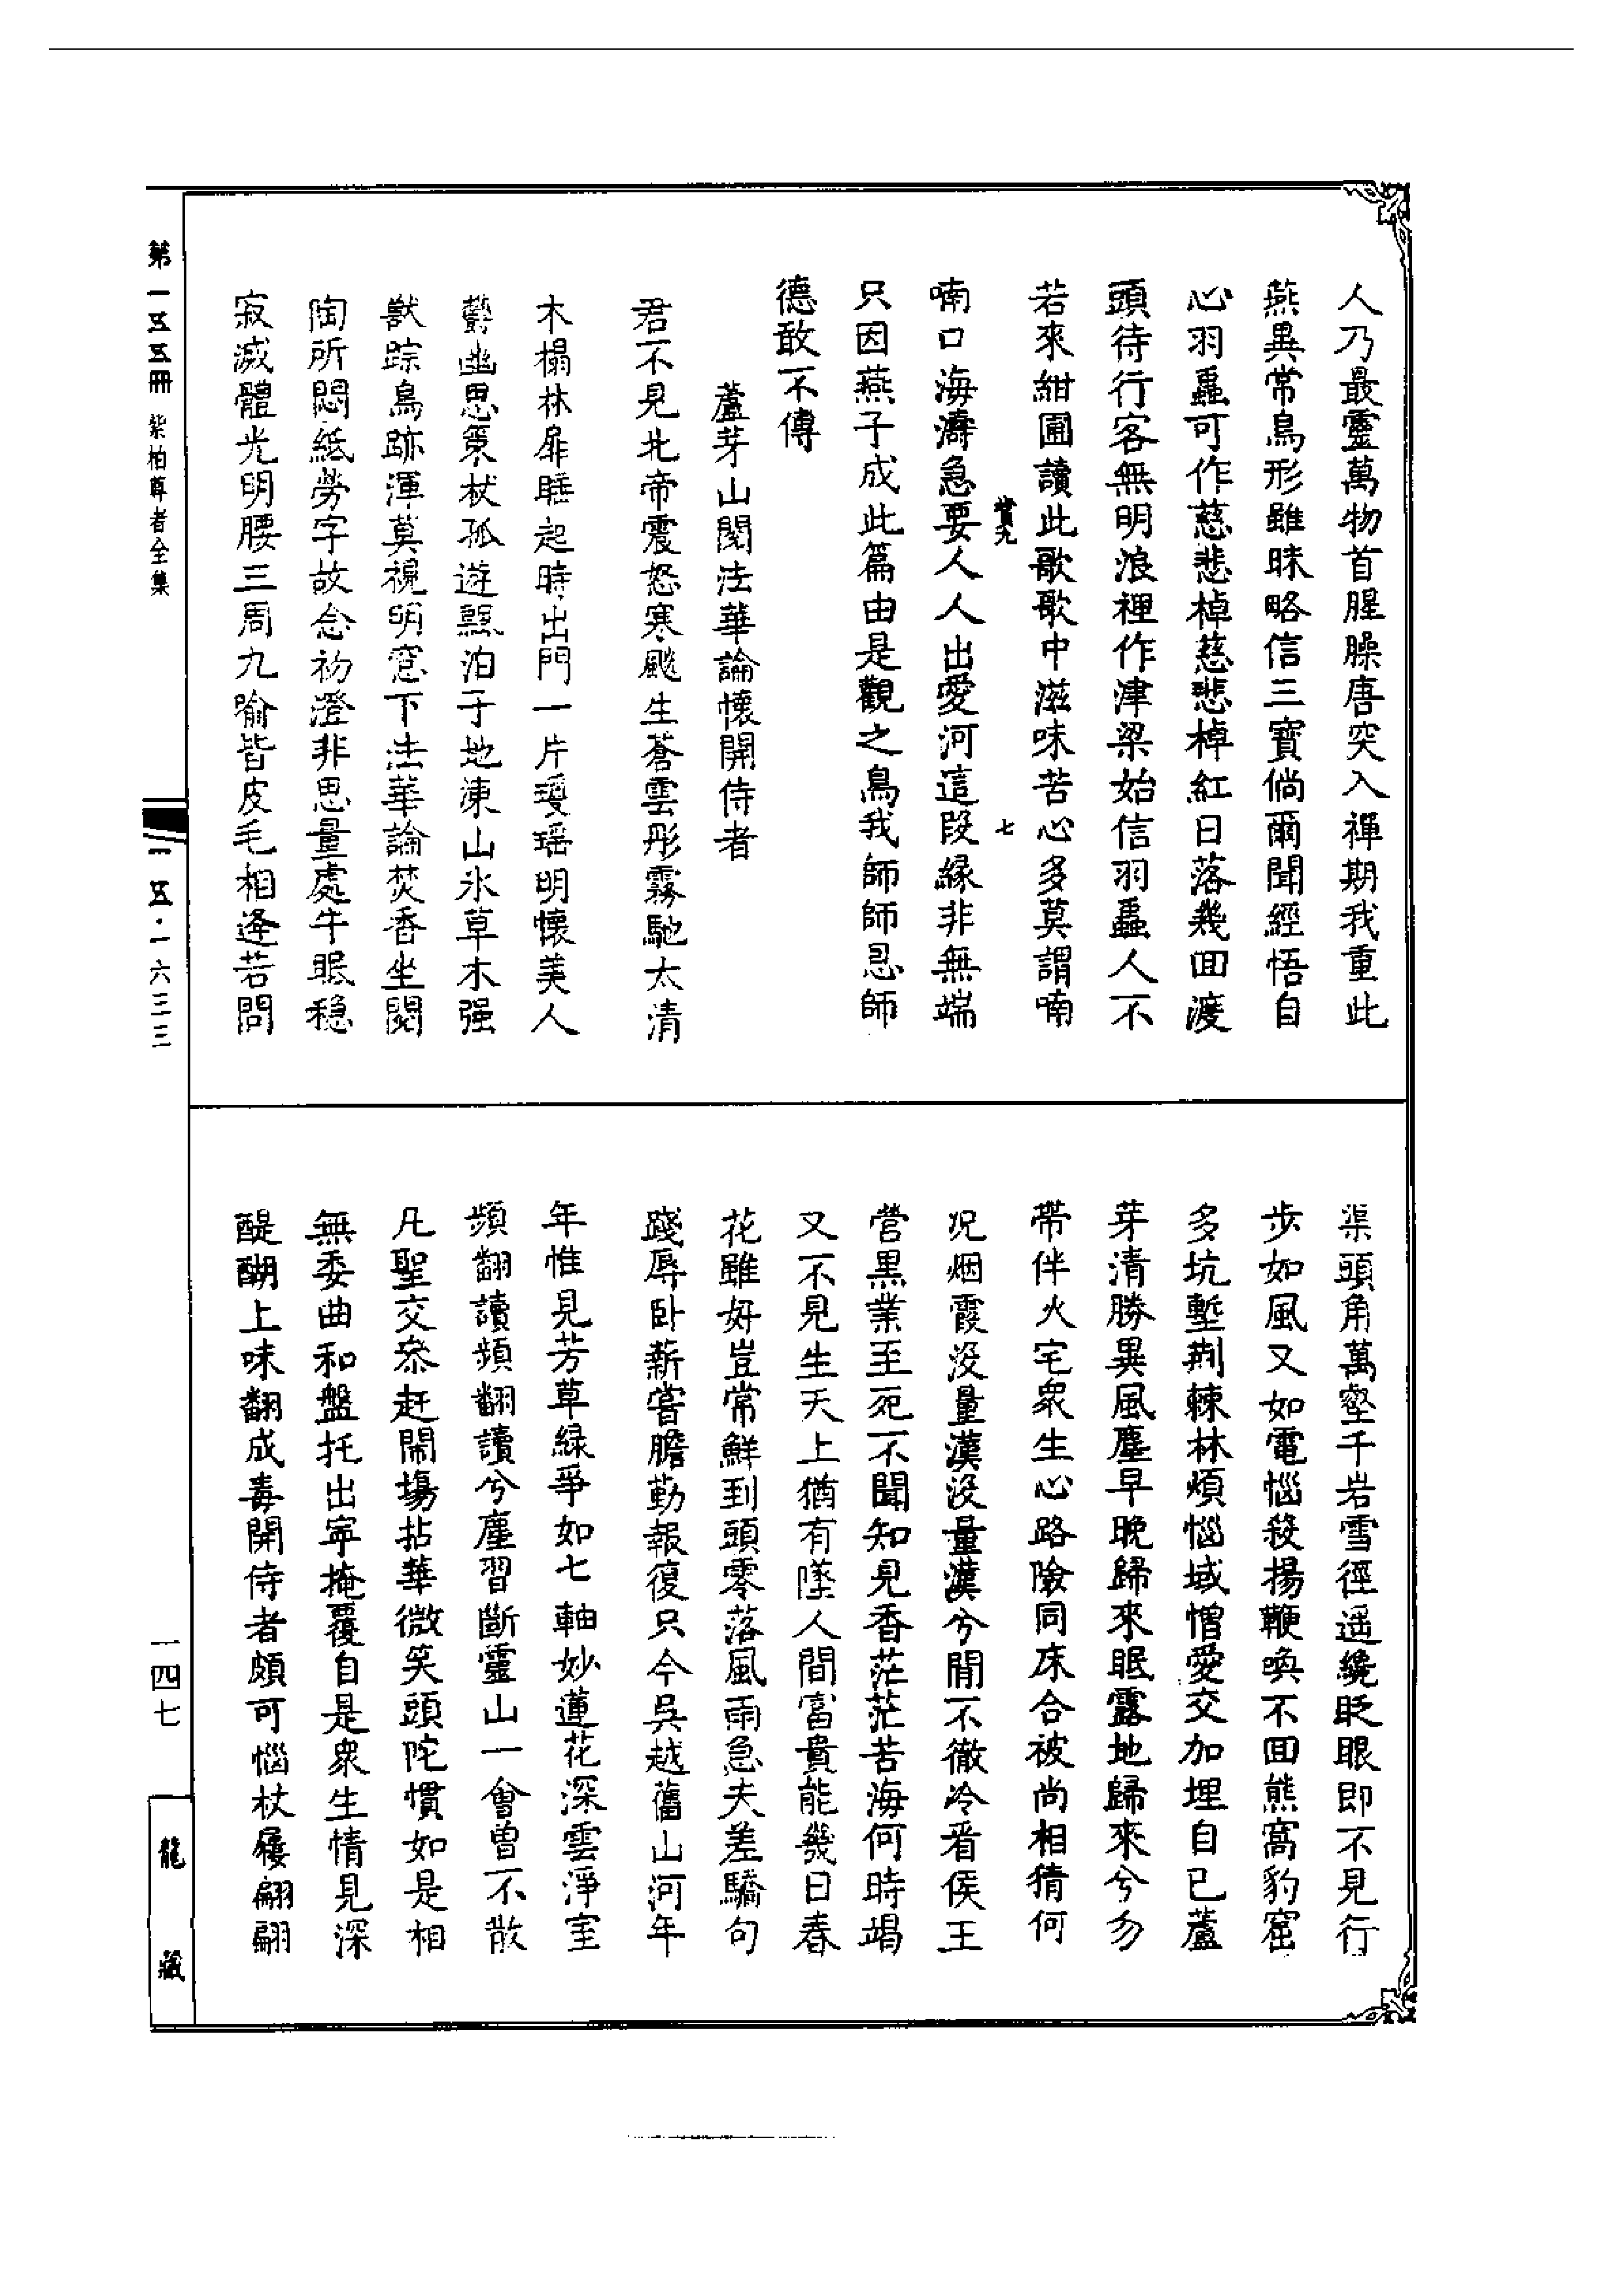 人乃最靈萬物首腥臊唐突入禪期我重此
燕異常鳥形雖昧略信三寶倘爾聞經悟自
心羽蟲可作慈悲棹慈悲棹紅日落幾回渡
頭待行客無明浪裡作津梁始信羽蟲人不
若來紺園讀此歌歌中滋味苦心多莫謂喃
喃口海濤急要人人出愛河這段緣非無端
只因燕子成此篇由是觀之鳥我師師恩師
德敢不傳
蘆芽山閱法華論懷開侍者
君不見北帝震怒寒飈生蒼雲彤霧馳太清
木榻林扉睡起時出門一片瓊瑤明懷美人
欝幽思策杖孤遊興泊于地凍山氷草木强
獸踪鳥跡渾莫視明窓下法華論焚香坐閱
陶所悶紙勞字故念初澄非思量處牛眠穩
寂滅體光明腰三周九喻皆皮毛相逢若問
渠頭角萬壑千岩雪徑遥纔眨眼即不見行
步如風又如電惱殺揚鞭喚不回熊窩豹窟
多坑塹荆棘林煩惱域憎愛交加埋自已蘆
芽清勝異風塵早晚歸來眠露地歸來兮勿
帶伴火宅衆生心路險同床合被尚相猜何
况烟霞没量漢没量漢兮開不徹冷看侯王
營黑業至死不聞知見香茫茫苦海何時竭
又不見生天上猶有墜人間富貴能幾日春
花雖好豈常鮮到頭零落風雨急夫差驕句
踐辱卧薪嘗膽勤報復只今吳越舊山河年
年惟見芳草綠爭如七軸妙蓮花深雲淨室
頻翻讀頻翻讀兮塵習斷靈山一會曾不散
凡聖交叅赶鬧塲拈華微笑頭陀慣如是相
無委曲和盤托出寧掩覆自是衆生情見深
醍醐上味翻成毒開侍者頗可惱杖屨翩翩
第一五五冊 紫柏尊者全集
一五五·一六三三
一四七
龍藏
七